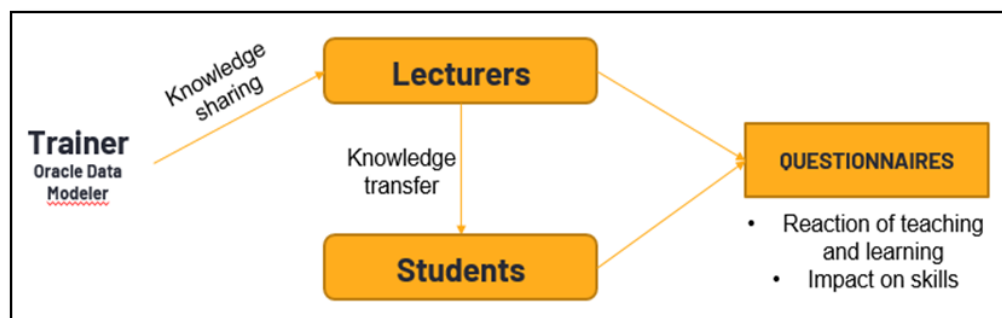 Knowledge
sharing
Lecturers
Trainer
Oracle Data
Modeler
Knowledge
transfer
QUESTIONNAIRES
• Reaction of teaching
and learning
• Impact on skills
Students